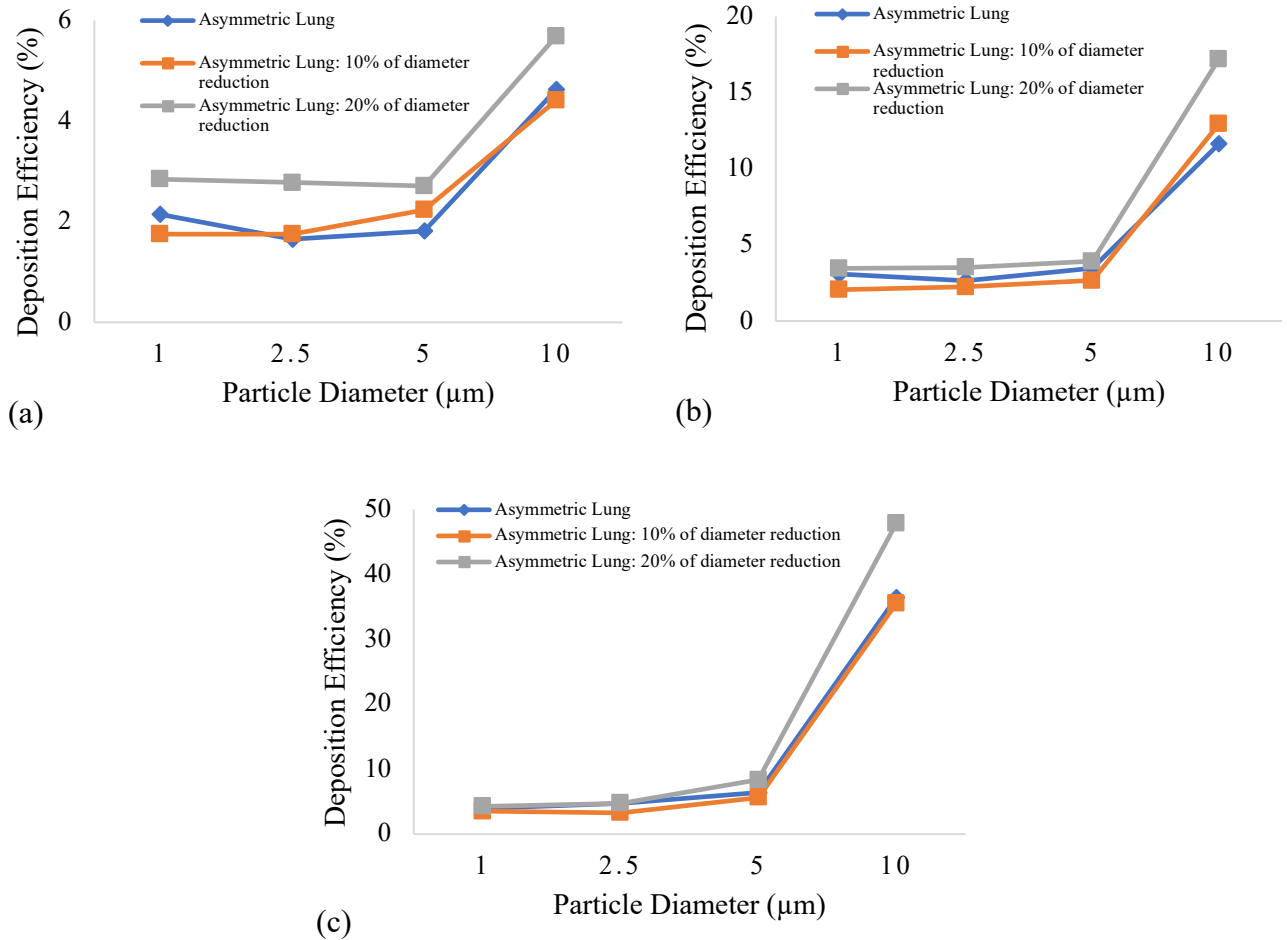 6
4
2
0
Deposition Efficiency (%)
Asymmetric Lung
Asymmetric Lung: 10% of diameter
reduction
Asymmetric Lung: 20% of diameter
reduction
1 2.5 5 10
Particle Diameter (μm)
(a)
20
15
10
5
0
Deposition Efficiency (%)
Asymmetric Lung
Asymmetric Lung: 10% of diameter
reduction
Asymmetric Lung: 20% of diameter
reduction
1 2.5 5 10
Particle Diameter (μm)
(b)
50
40
30
20
10
0
Deposition Efficiency (%)
Asymmetric Lung
Asymmetric Lung: 10% of diameter reduction
Asymmetric Lung: 20% of diameter reduction
1 2.5 5 10
Particle Diameter (μm)
(c)